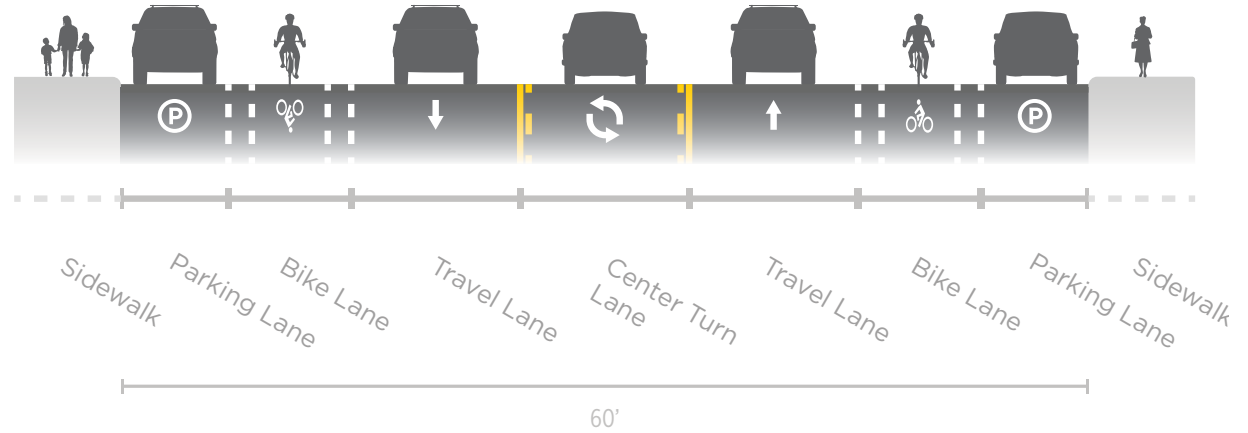 P
P
Sidewalk
Parking Lane
Bike Lane
Travel Lane
Center Turn
Lane
Travel Lane
Bike Lane
Parking Lane
Sidewalk
60’